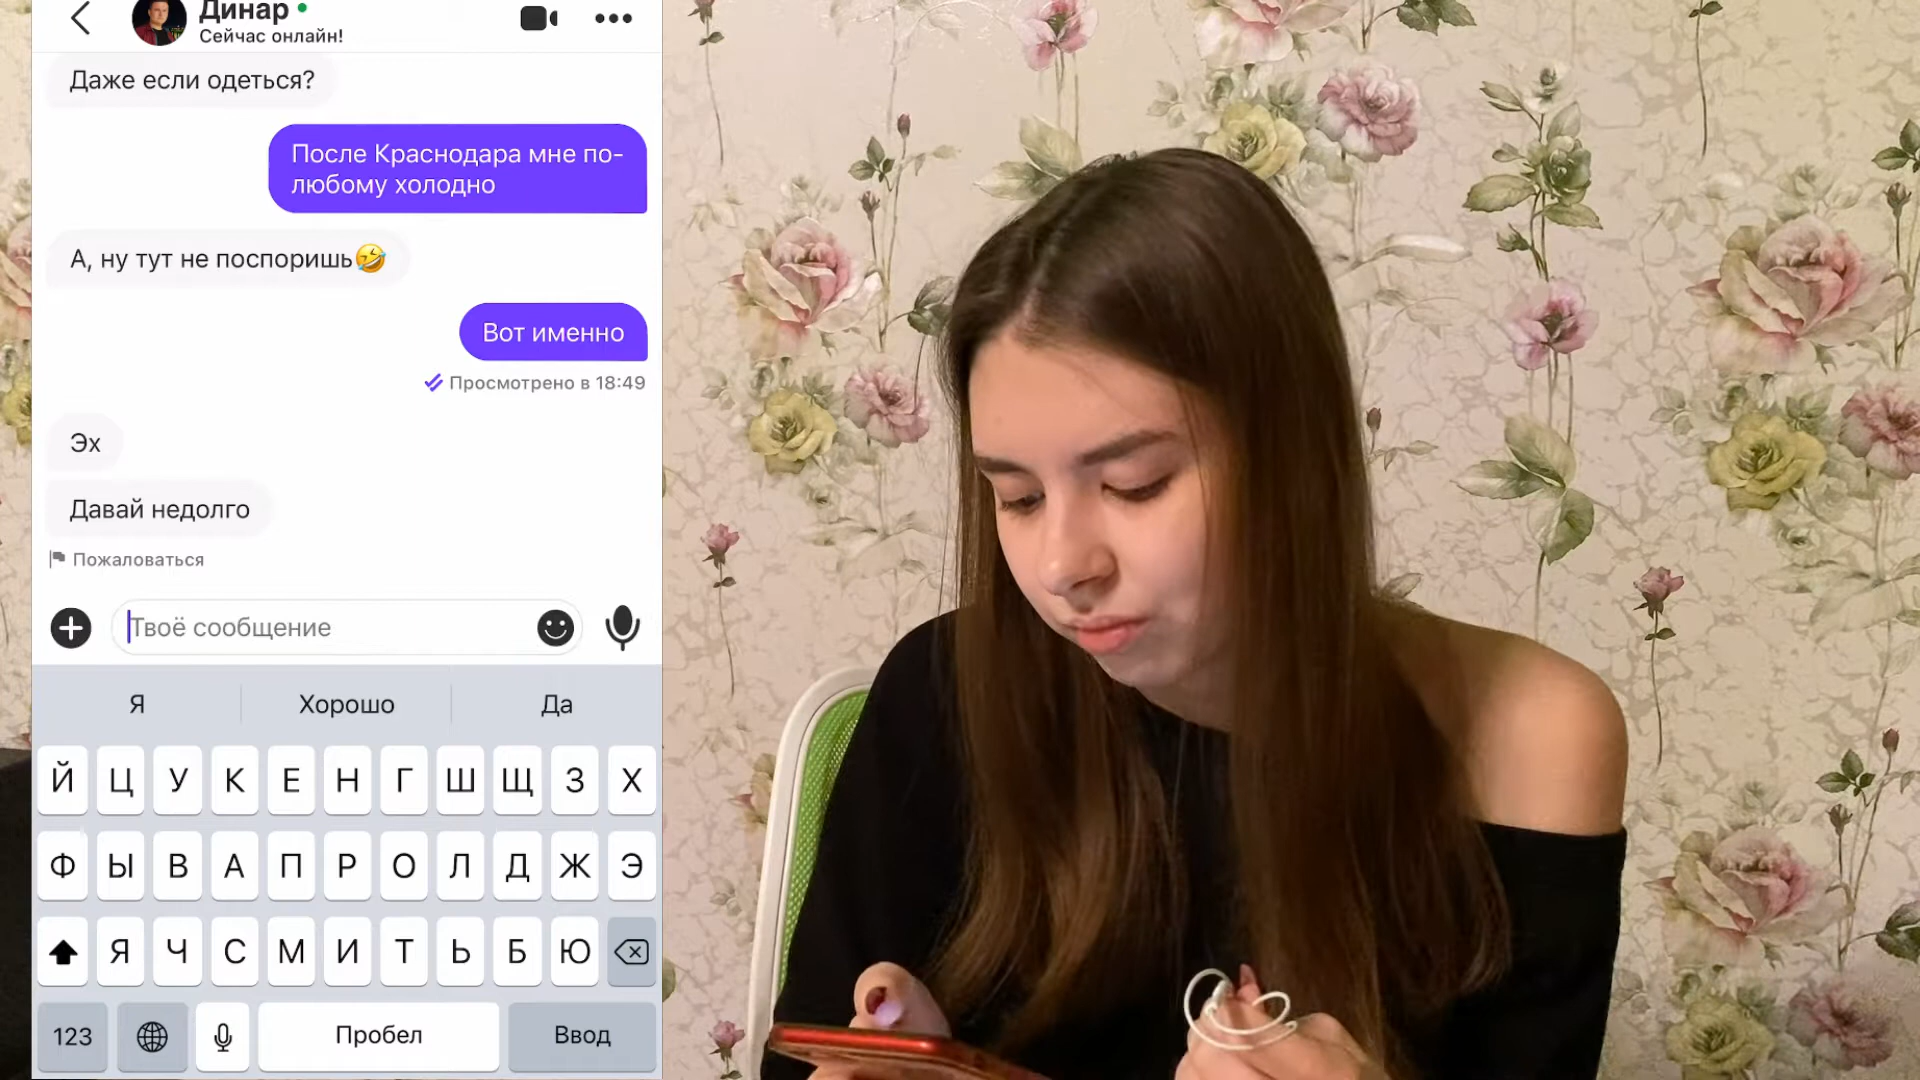 Динар
Сейчас онлайн!
Даже если одеться?
После Краснодара мне по-
любому холодно
А, ну тут не поспоришь🤣
Вот именно
Просмотрено в 18:49
Эх
Давай недолго
Пожаловаться
Твоё сообщение
Я Хорошо Да
Й Ц У К Е Н Г Ш Щ З Х
Ф Ы В А П Р О Л Д Ж Э
Я Ч С М И Т Ь Б Ю
123 Пробел Ввод